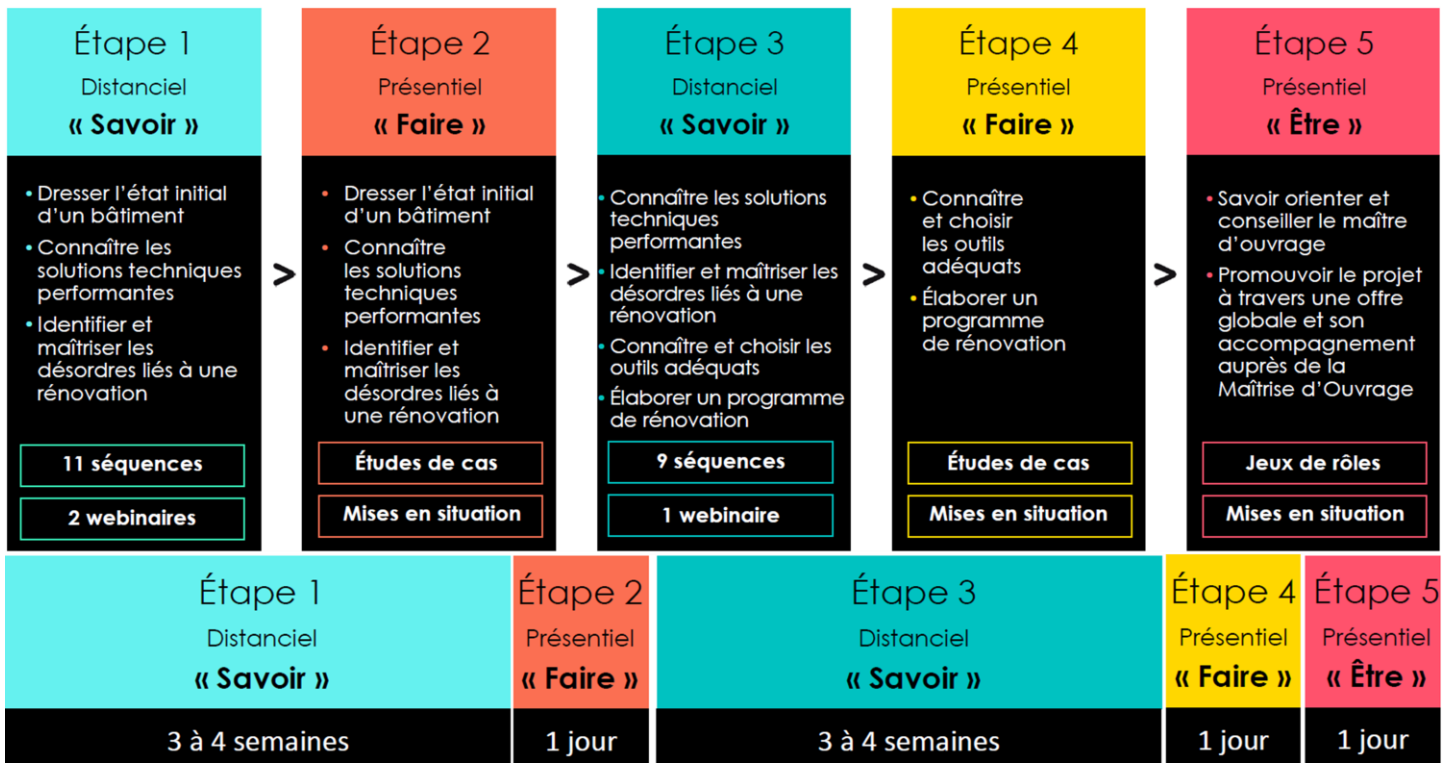 Étape 1
Distanciel
« Savoir »
• Dresser l'état initial
d'un bâtiment
• Connaître les
solutions techniques
performantes
• Identifier et
maîtriser les
désordres liés à une
rénovation
11 séquences
2 webinaires
>
Étape 2
Présentiel
« Faire »
• Dresser l'état initial
d'un bâtiment
• Connaître
les solutions
techniques
performantes
• Identifier et
maîtriser les
désordres liés à
une rénovation
Études de cas
Mises en situation
>
Étape 3
Distanciel
« Savoir »
• Connaître les solutions
techniques
performantes
• Identifier et maîtriser les
désordres liés à une
rénovation
• Connaître et choisir les
outils adéquats
• Élaborer un programme
de rénovation
9 séquences
1 webinaire
>
Étape 4
Présentiel
« Faire »
• Connaître
et choisir
les outils
adéquats
• Élaborer un
programme
de rénovation
Études de cas
Mises en situation
>
Étape 5
Présentiel
« Être »
• Savoir orienter et
conseiller le maître
d'ouvrage
• Promouvoir le projet
à travers une offre
globale et son
accompagnement
auprès de la
Maîtrise d'Ouvrage
Jeux de rôles
Mises en situation
Étape 1
Distanciel
« Savoir »
3 à 4 semaines
Étape 2
Présentiel
« Faire »
1 jour
Étape 3
Distanciel
« Savoir »
3 à 4 semaines
Étape 4
Présentiel
« Faire »
1 jour
Étape 5
Présentiel
« Être »
1 jour